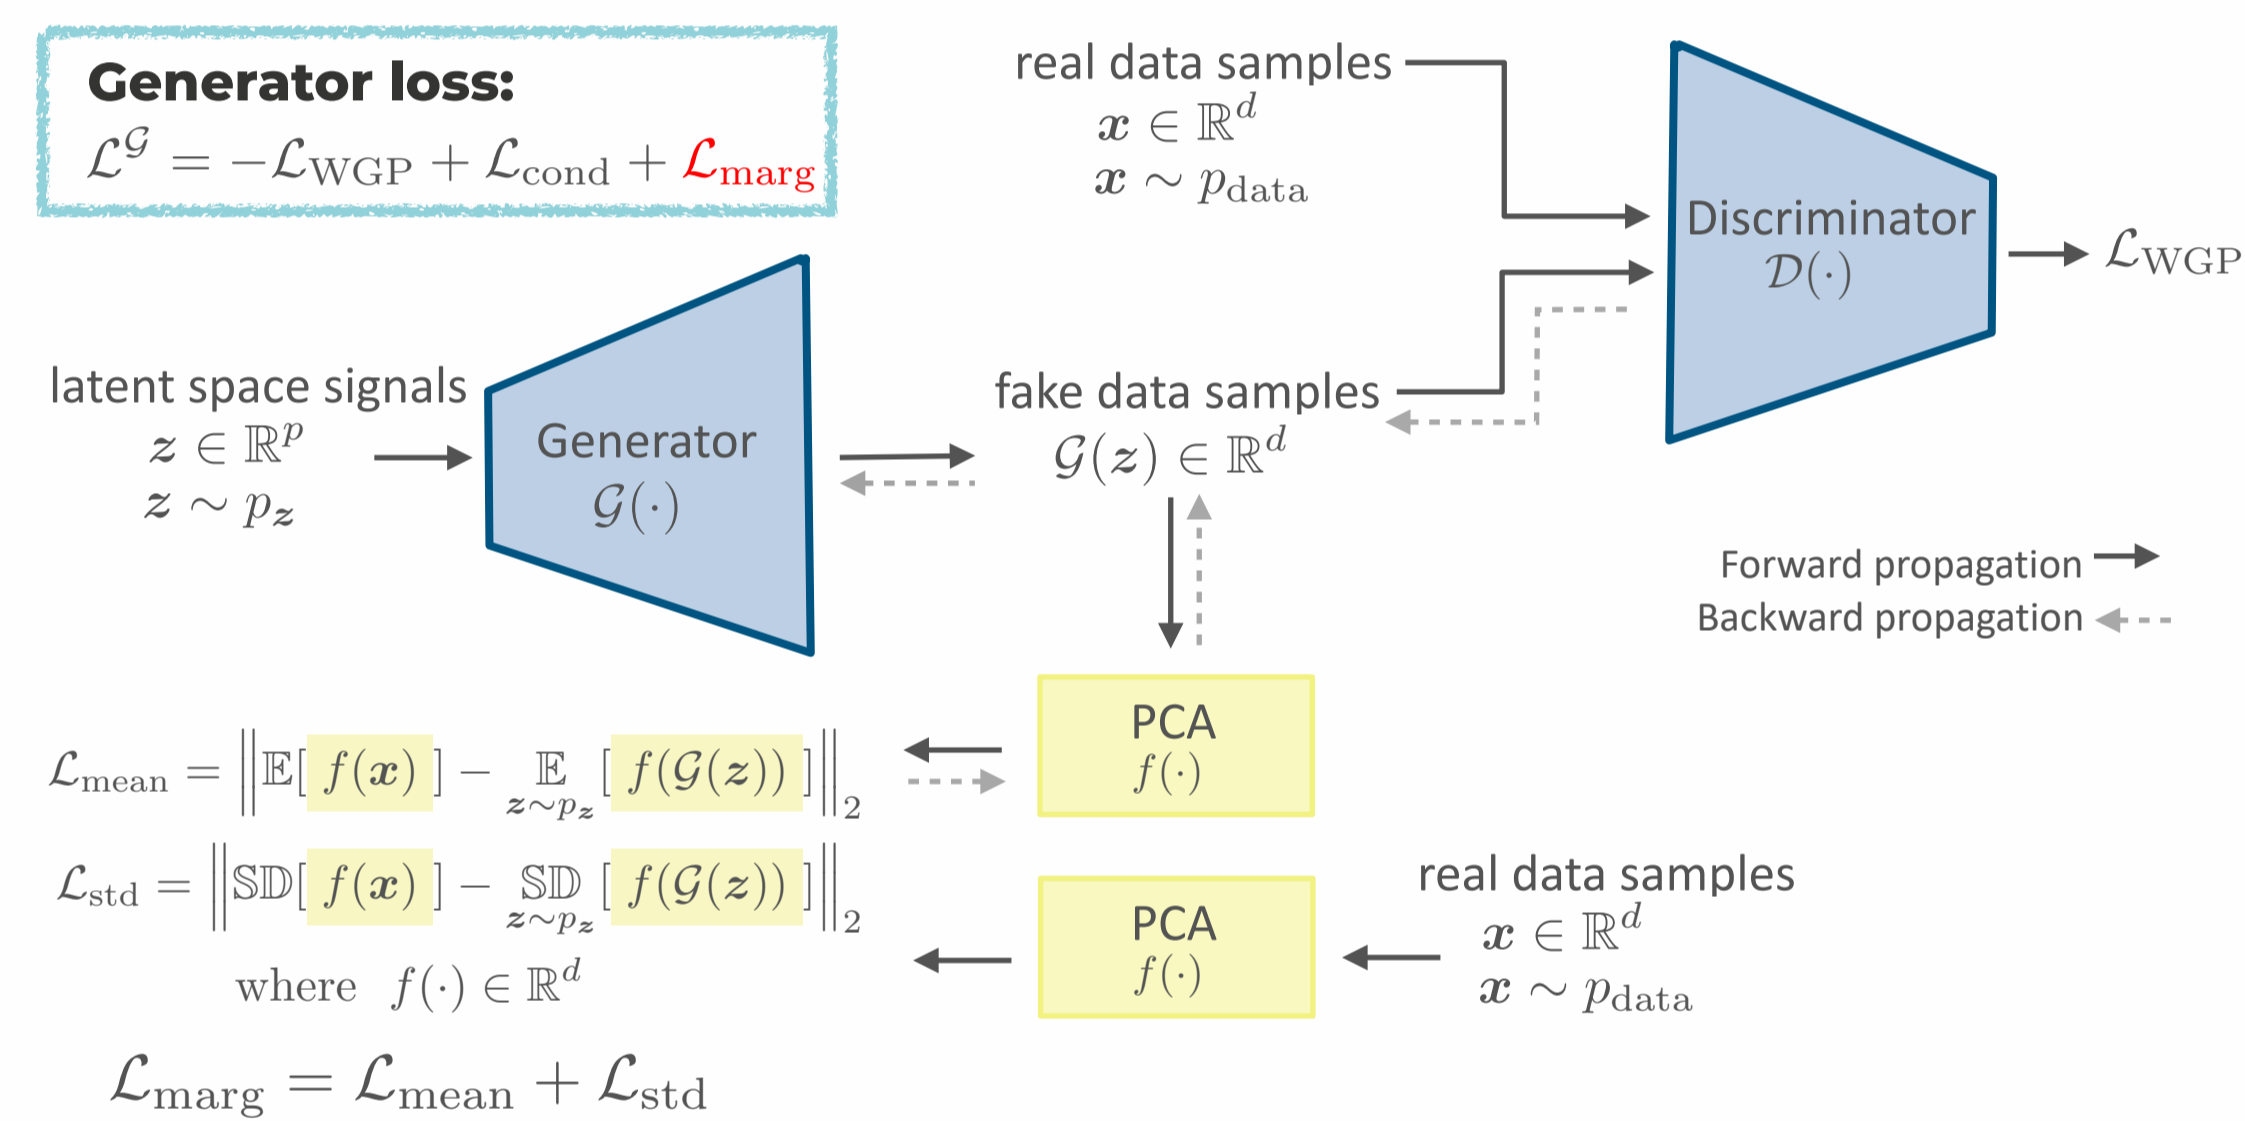 Generator loss:
ℒ^𝒢 = −ℒ_WGP + ℒ_cond + ℒ_marg
real data samples
𝒙 ∈ ℝ^d
𝒙 ∼ p_data
Discriminator
𝒟(·)
ℒ_WGP
latent space signals
𝒛 ∈ ℝ^p
𝒛 ∼ p_𝒛
Generator
𝒢(·)
fake data samples
𝒢(𝒛) ∈ ℝ^d
Forward propagation
Backward propagation
PCA
f(·)
ℒ_mean = ‖𝔼[f(𝒙)] − 𝔼_{𝒛∼p_𝒛}[f(𝒢(𝒛))]‖_2
ℒ_std = ‖𝕊𝔻[f(𝒙)] − 𝕊𝔻_{𝒛∼p_𝒛}[f(𝒢(𝒛))]‖_2
where f(·) ∈ ℝ^d
PCA
f(·)
real data samples
𝒙 ∈ ℝ^d
𝒙 ∼ p_data
ℒ_marg = ℒ_mean + ℒ_std